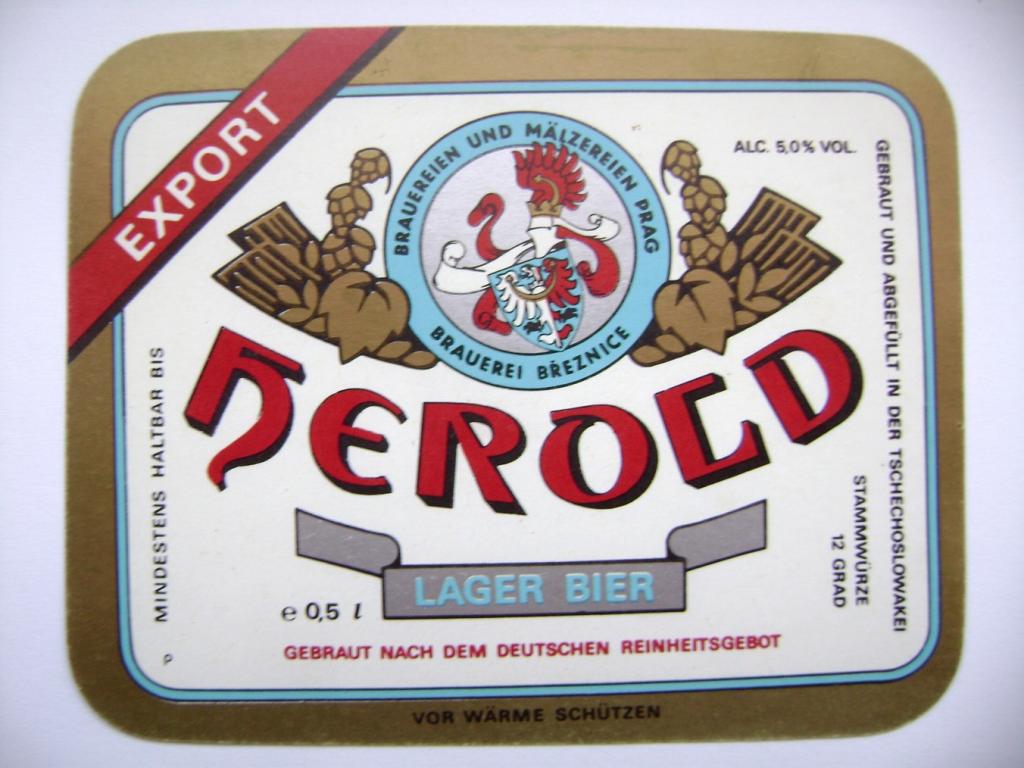 EXPORT
BRAUEREIEN UND MÄLZEREIEN PRAG
BRAUEREI BŘEZNICE
ALC. 5,0% VOL.
GEBRAUT UND ABGEFÜLLT IN DER TSCHECHOSLOWAKEI
STAMMWÜRZE
12 GRAD
MINDESTENS HALTBAR BIS
HEROLD
LAGER BIER
e 0,5 l
GEBRAUT NACH DEM DEUTSCHEN REINHEITSGEBOT
P
VOR WÄRME SCHÜTZEN